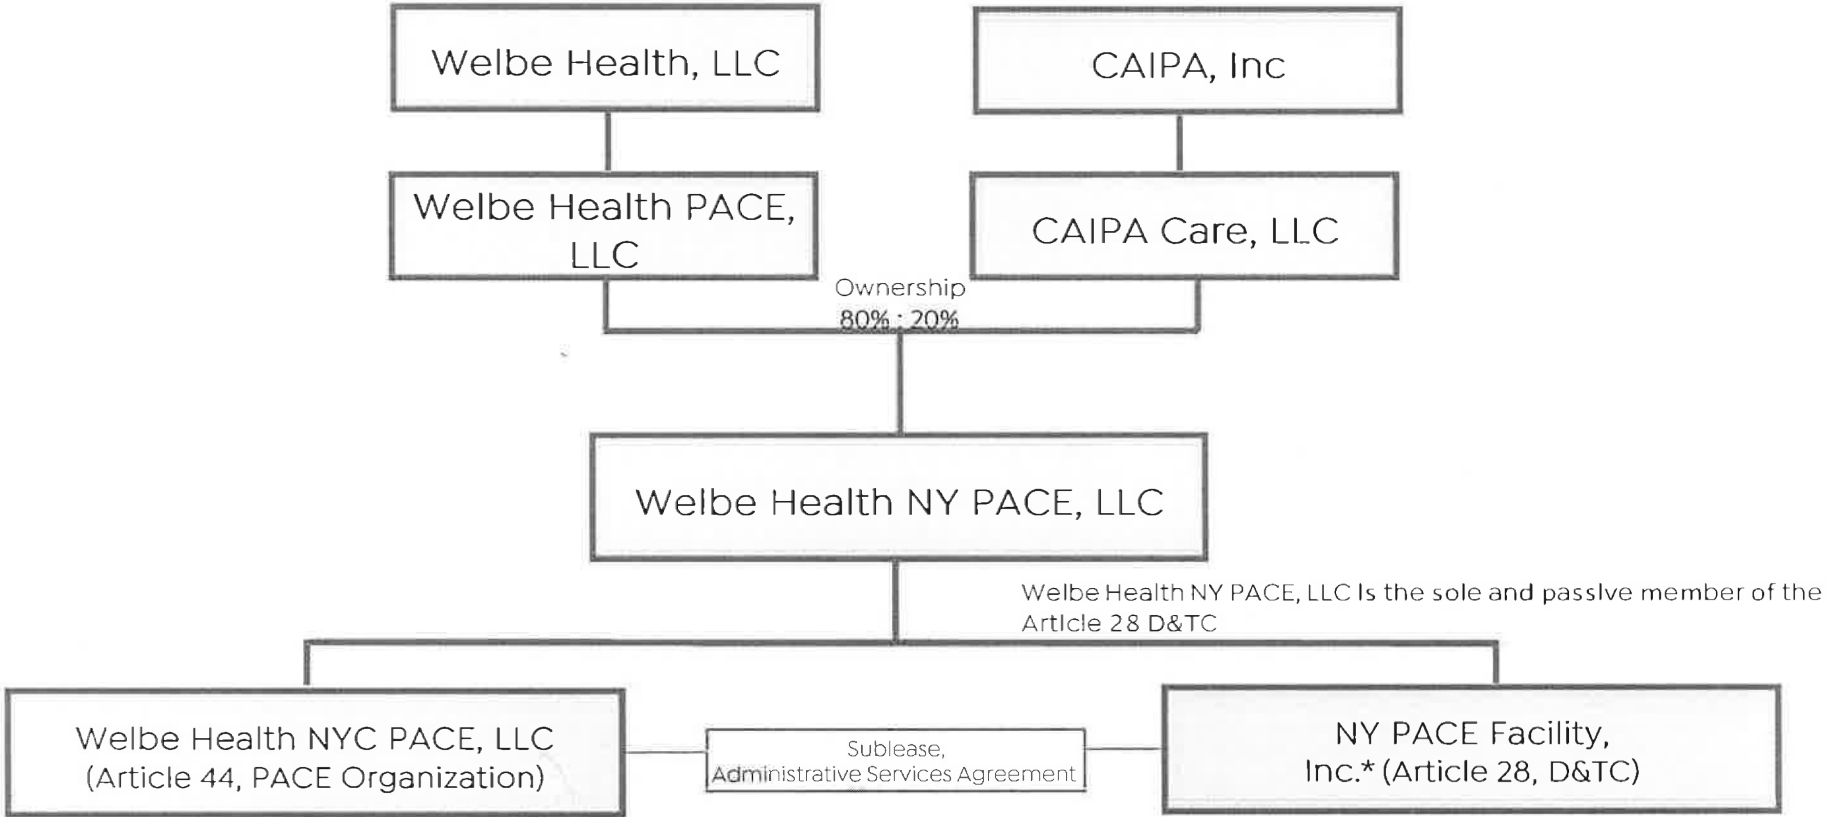 Welbe Health, LLC
CAIPA, Inc
Welbe Health PACE,
LLC
CAIPA Care, LLC
Ownership
80% : 20%
Welbe Health NY PACE, LLC
Welbe Health NY PACE, LLC Is the sole and passive member of the
Article 28 D&TC
Welbe Health NYC PACE, LLC
(Article 44, PACE Organization)
Sublease,
Administrative Services Agreement
NY PACE Facility,
Inc.* (Article 28, D&TC)